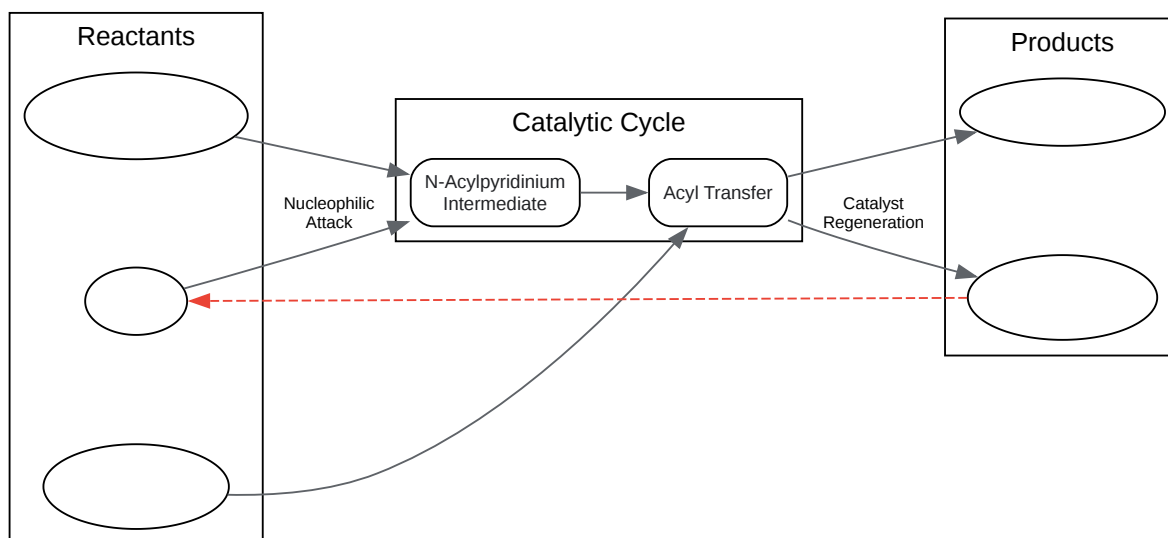 Reactants
Nucleophilic
Attack
Catalytic Cycle
N-Acylpyridinium
Intermediate
Acyl Transfer
Catalyst
Regeneration
Products